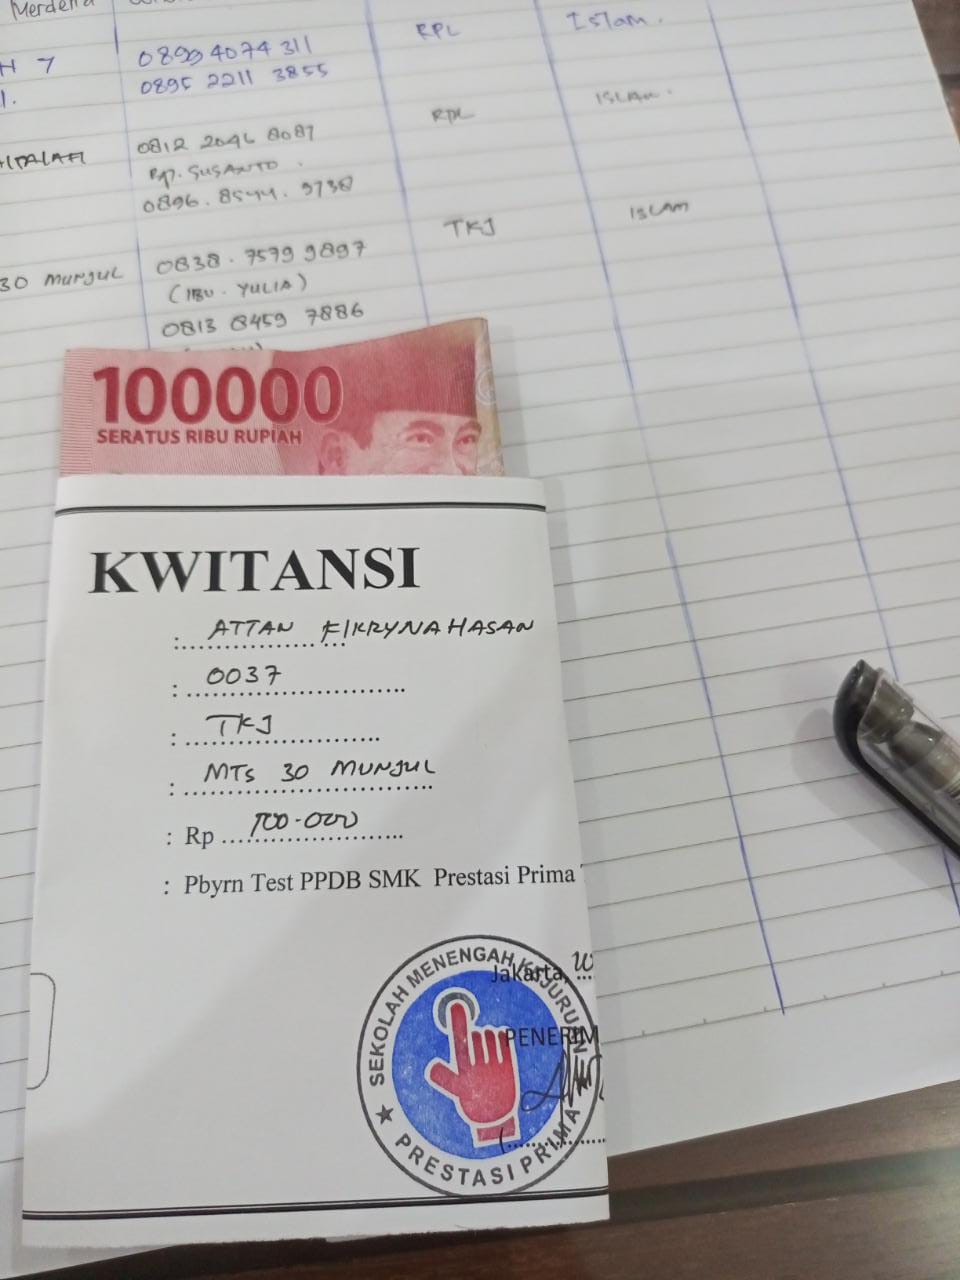 Merdeka
H 7 0899 4074 311 RPL Islam.
1. 0895 2211 3855
0812 2046 8087 RPL ISLAM.
Bp. SUSANTO.
0896. 8544. 9738
30 MUNJUL 0838. 7579 9897 TKJ ISLAM
(IBU. YULIA)
0813 8459 7886
100000
SERATUS RIBU RUPIAH
KWITANSI
: ATTAN FIKRYNAHASAN
: 0037
: TKJ
: MTs 30 MUNJUL
: Rp 100.000
: Pbyrn Test PPDB SMK Prestasi Prima
Jakarta,
PENERIM
SEKOLAH MENENGAH KEJURUAN
★ PRESTASI PRIMA